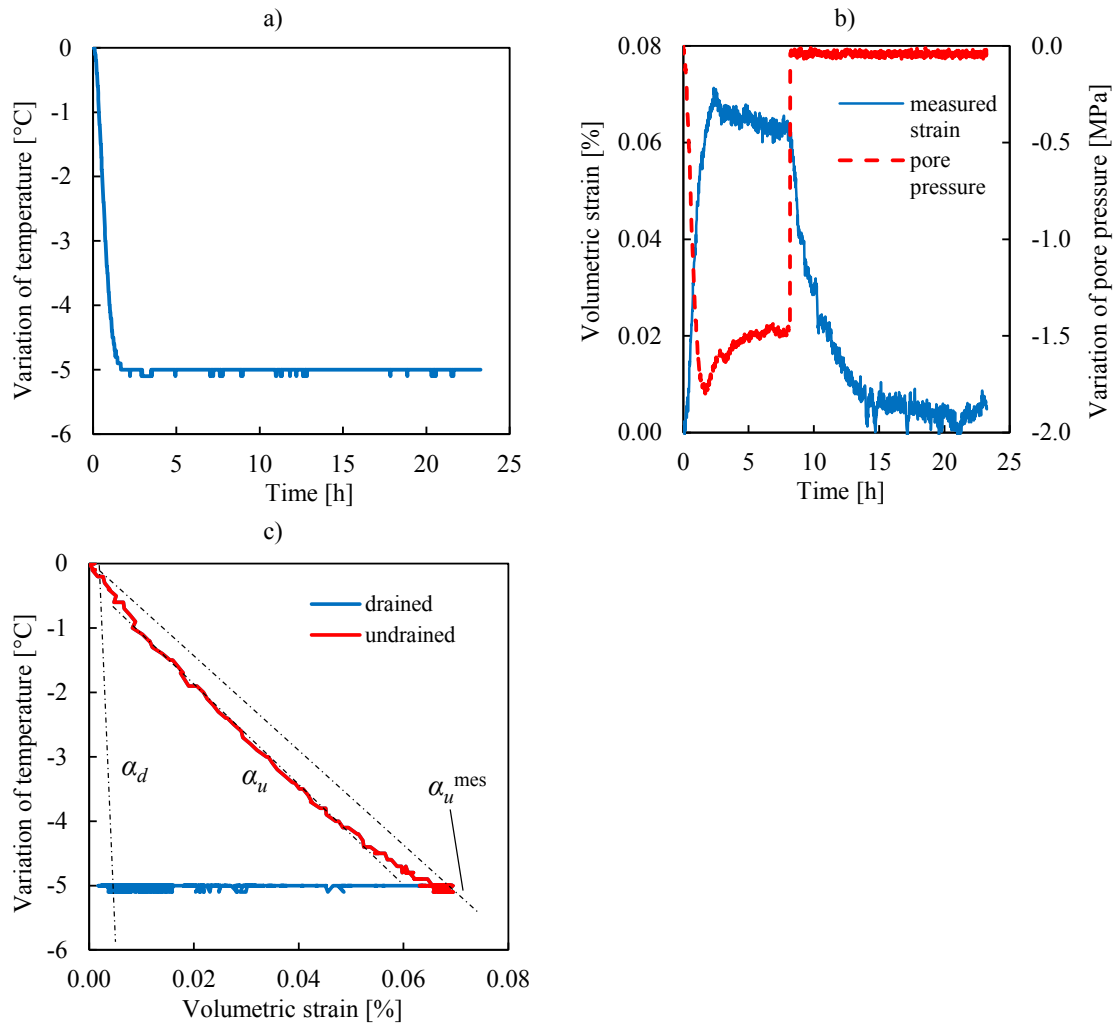 a)
0
-1
-2
-3
-4
-5
-6
Variation of temperature [°C]
0 5 10 15 20 25
Time [h]
b)
0.08
0.06
0.04
0.02
0.00
Volumetric strain [%]
measured
strain
pore
pressure
0.0
-0.5
-1.0
-1.5
-2.0
Variation of pore pressure [MPa]
0 5 10 15 20 25
Time [h]
c)
0
-1
-2
-3
-4
-5
-6
Variation of temperature [°C]
drained
undrained
α_d
α_u
α_u^mes
0.00 0.02 0.04 0.06 0.08
Volumetric strain [%]